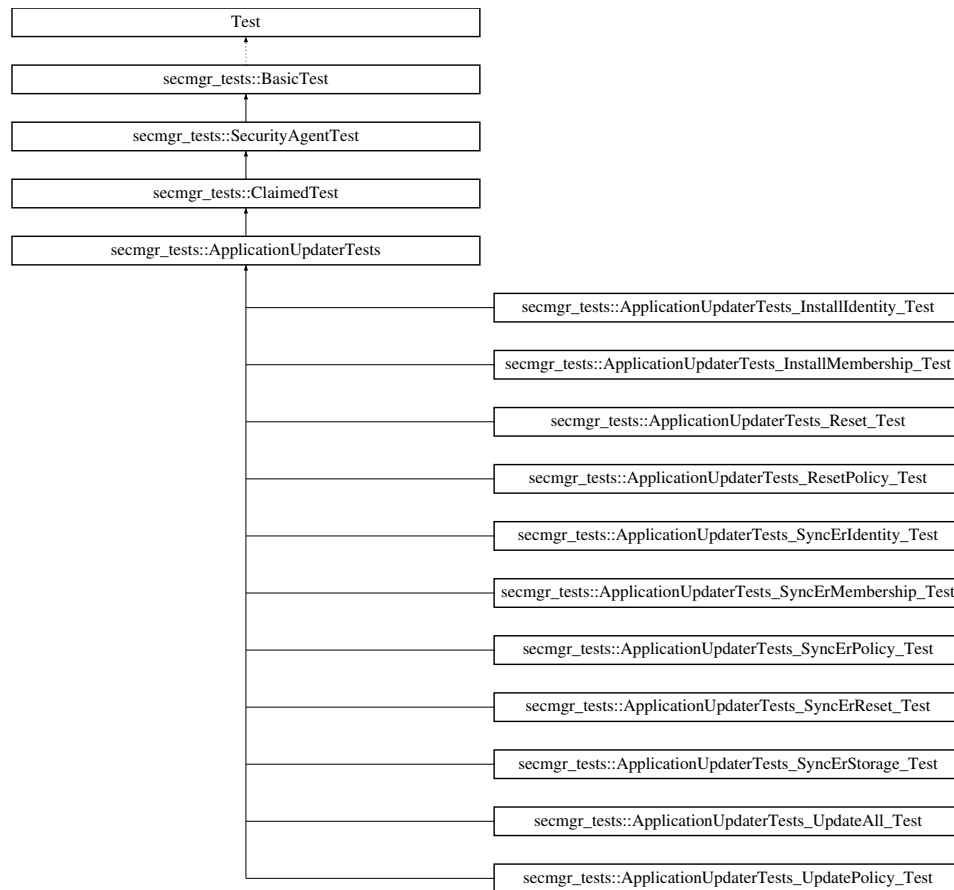 Test
secmgr_tests::BasicTest
secmgr_tests::SecurityAgentTest
secmgr_tests::ClaimedTest
secmgr_tests::ApplicationUpdaterTests
secmgr_tests::ApplicationUpdaterTests_InstallIdentity_Test
secmgr_tests::ApplicationUpdaterTests_InstallMembership_Test
secmgr_tests::ApplicationUpdaterTests_Reset_Test
secmgr_tests::ApplicationUpdaterTests_ResetPolicy_Test
secmgr_tests::ApplicationUpdaterTests_SyncErIdentity_Test
secmgr_tests::ApplicationUpdaterTests_SyncErMembership_Test
secmgr_tests::ApplicationUpdaterTests_SyncErPolicy_Test
secmgr_tests::ApplicationUpdaterTests_SyncErReset_Test
secmgr_tests::ApplicationUpdaterTests_SyncErStorage_Test
secmgr_tests::ApplicationUpdaterTests_UpdateAll_Test
secmgr_tests::ApplicationUpdaterTests_UpdatePolicy_Test